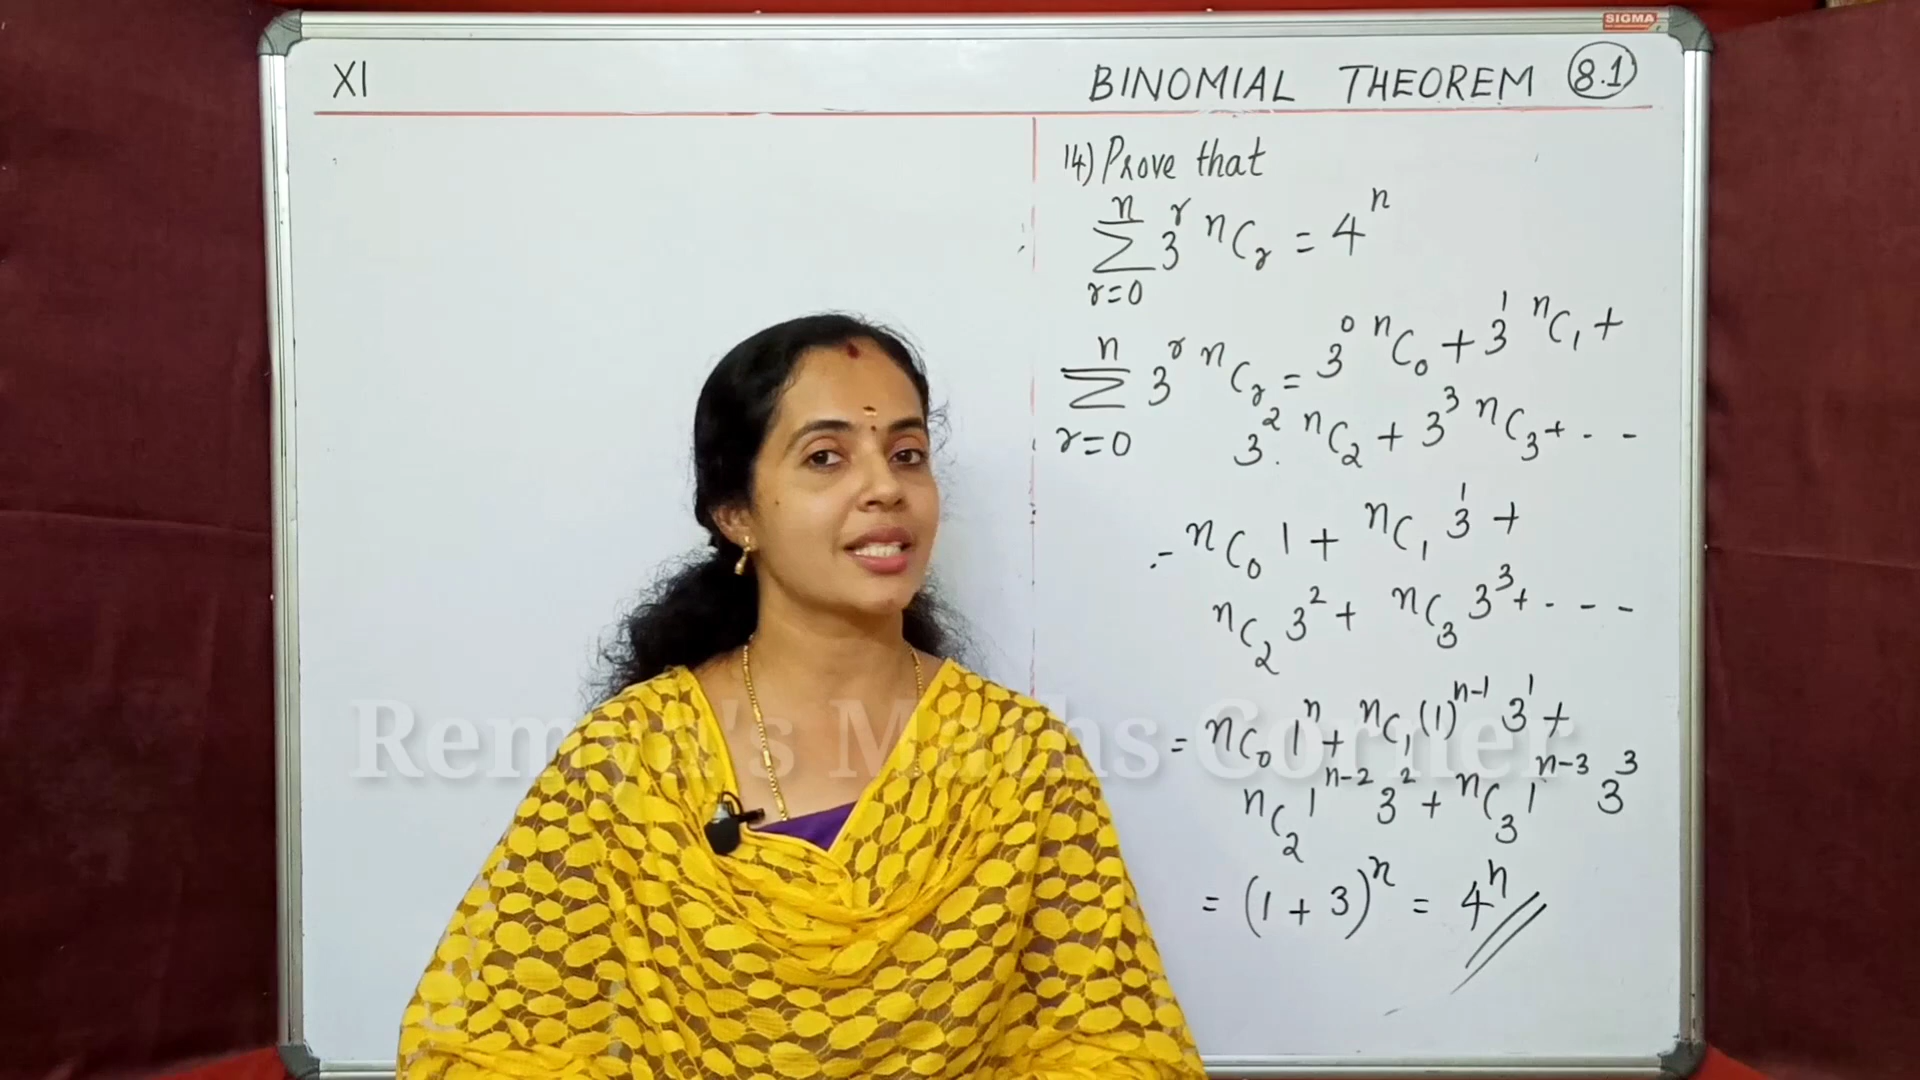 SIGMA
XI
BINOMIAL THEOREM 8.1
14) Prove that
n
∑ 3^r nC_r = 4^n
r=0
n
∑ 3^r nC_r = 3^0 nC_0 + 3^1 nC_1 +
r=0
3^2 . nC_2 + 3^3 nC_3 + - -
= nC_0 1 + nC_1 3^1 +
nC_2 3^2 + nC_3 3^3 + - - - -
= nC_0 1^n + nC_1 (1)^{n-1} 3^1 +
nC_2 1^{n-2} 3^2 + nC_3 1^{n-3} 3^3
= (1 + 3)^n = 4^n
Remya's Maths Corner